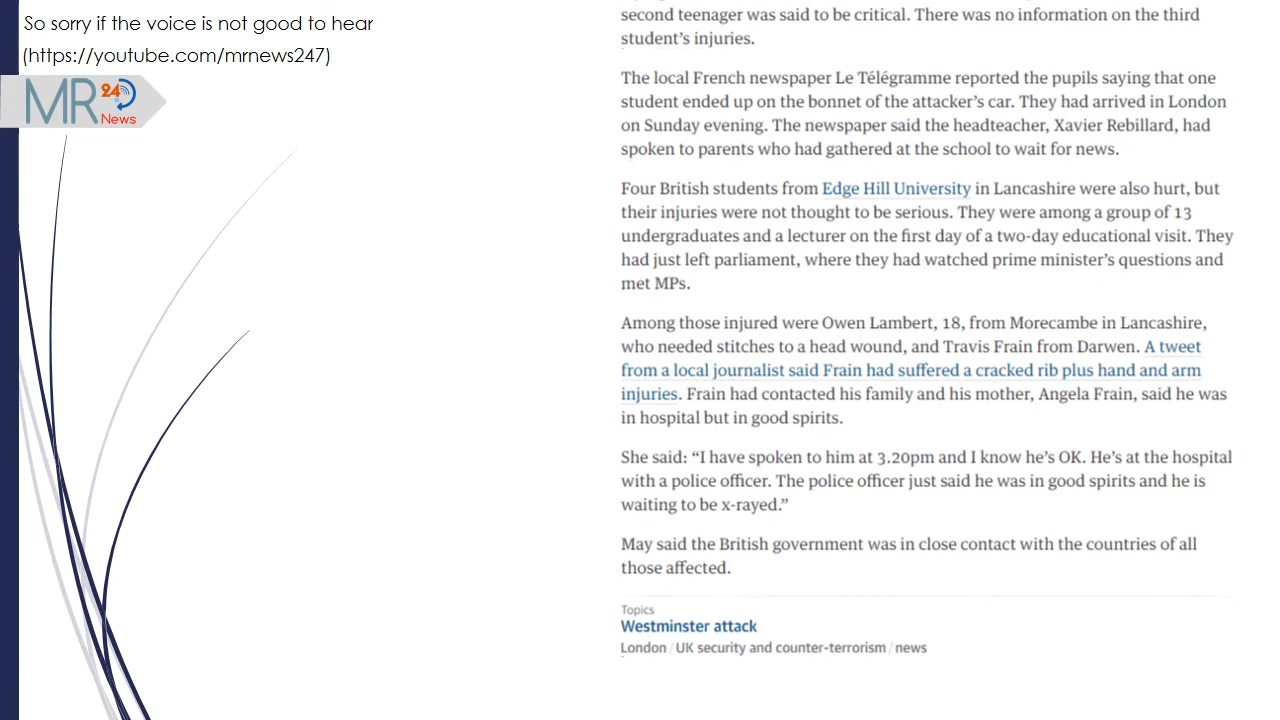 So sorry if the voice is not good to hear
(https://youtube.com/mrnews247)
MR 24
News
second teenager was said to be critical. There was no information on the third
student's injuries.
The local French newspaper Le Télégramme reported the pupils saying that one
student ended up on the bonnet of the attacker's car. They had arrived in London
on Sunday evening. The newspaper said the headteacher, Xavier Rebillard, had
spoken to parents who had gathered at the school to wait for news.
Four British students from Edge Hill University in Lancashire were also hurt, but
their injuries were not thought to be serious. They were among a group of 13
undergraduates and a lecturer on the first day of a two-day educational visit. They
had just left parliament, where they had watched prime minister's questions and
met MPs.
Among those injured were Owen Lambert, 18, from Morecambe in Lancashire,
who needed stitches to a head wound, and Travis Frain from Darwen. A tweet
from a local journalist said Frain had suffered a cracked rib plus hand and arm
injuries. Frain had contacted his family and his mother, Angela Frain, said he was
in hospital but in good spirits.
She said: “I have spoken to him at 3.20pm and I know he's OK. He's at the hospital
with a police officer. The police officer just said he was in good spirits and he is
waiting to be x-rayed.”
May said the British government was in close contact with the countries of all
those affected.
Topics
Westminster attack
London / UK security and counter-terrorism / news